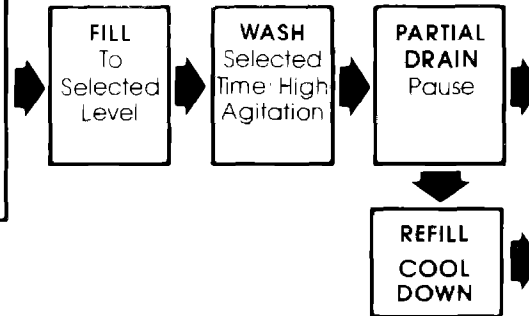 FILL
To
Selected
Level
WASH
Selected
Time· High
Agitation
PARTIAL
DRAIN
Pause
REFILL
COOL
DOWN